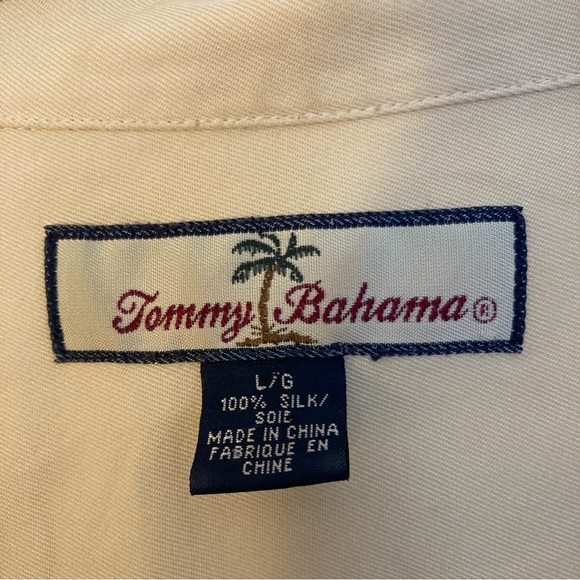 Tommy Bahama ®
L/G
100% SILK/
SOIE
MADE IN CHINA
FABRIQUE EN
CHINE